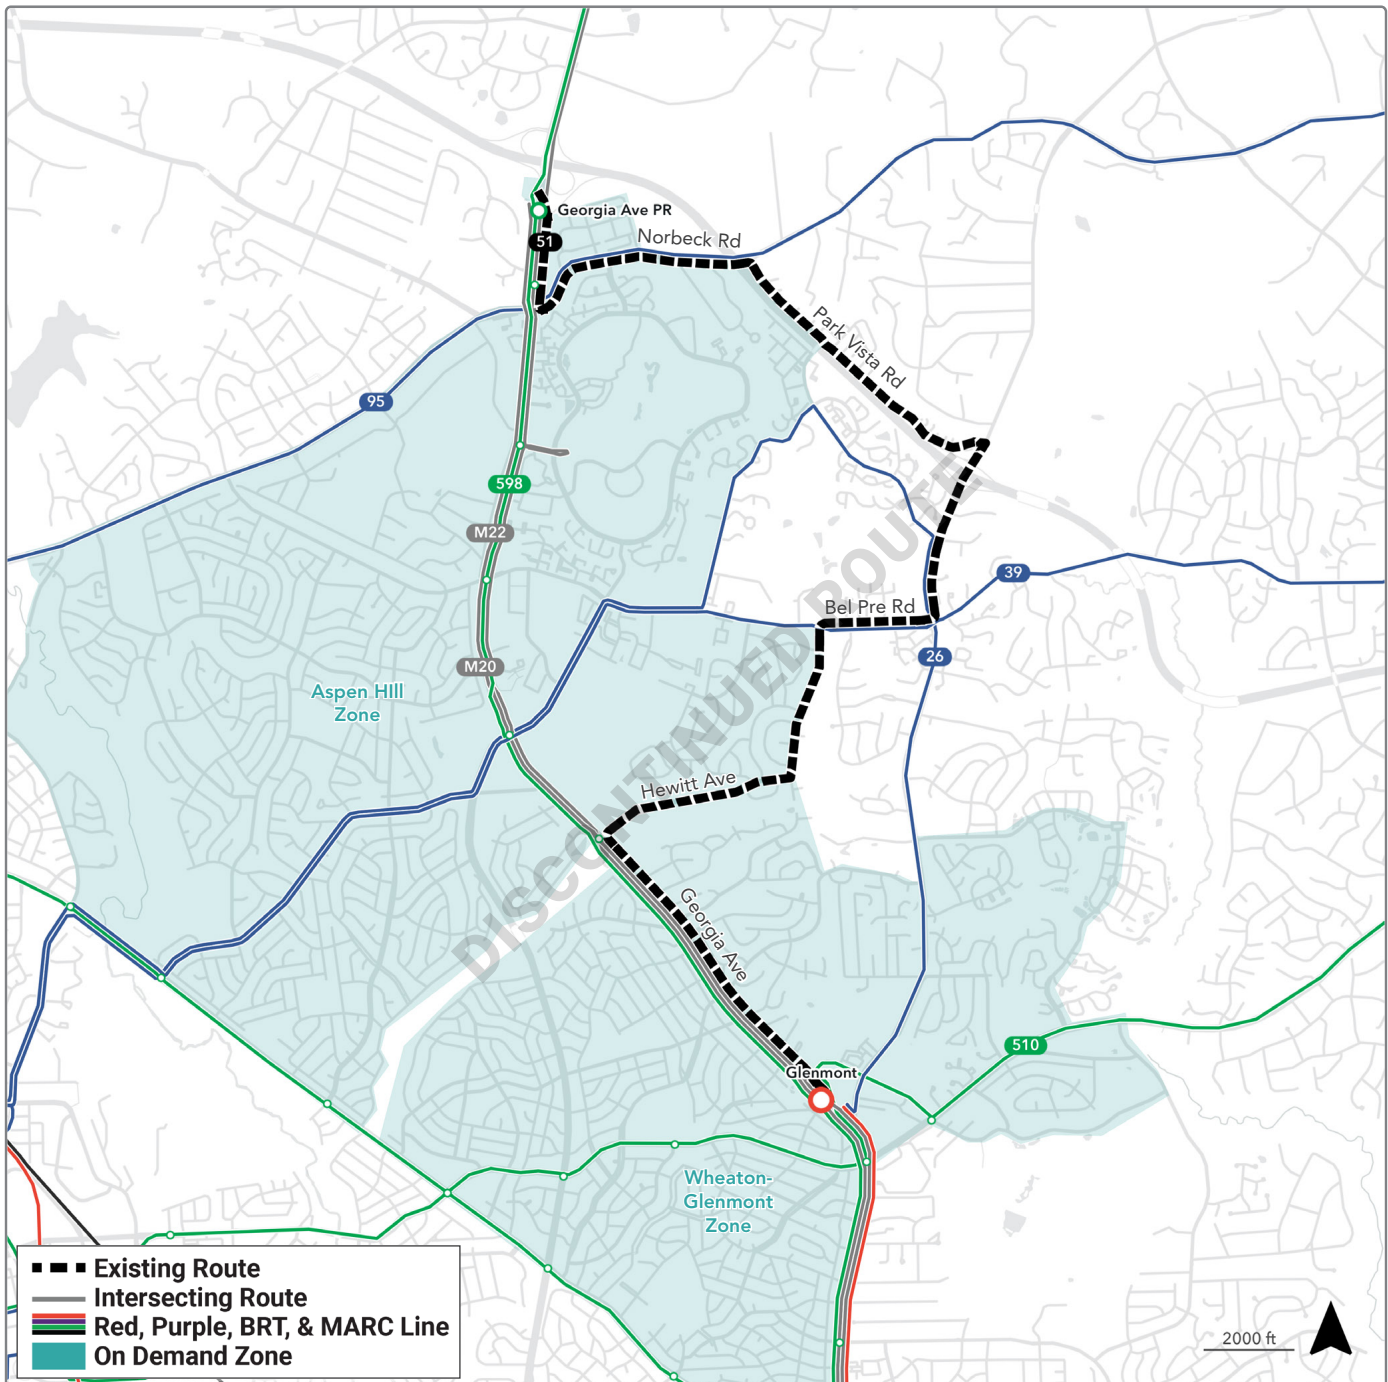 Georgia Ave PR
51
Norbeck Rd
Park Vista Rd
95
598
M22
39
Bel Pre Rd
26
M20
Aspen HIll
Zone
DISCONTINUED ROUTE
Hewitt Ave
Georgia Ave
510
Glenmont
Wheaton-
Glenmont
Zone
Existing Route
Intersecting Route
Red, Purple, BRT, & MARC Line
On Demand Zone
2000 ft